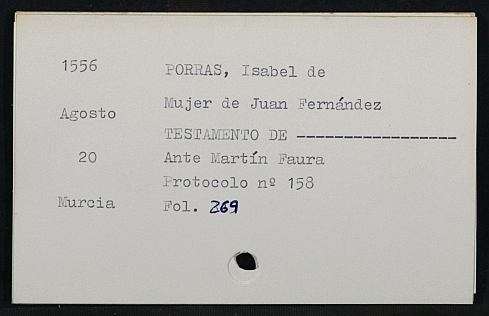 1556 PORRAS, Isabel de
Agosto Mujer de Juan Fernández
TESTAMENTO DE -----------------
20 Ante Martín Faura
Protocolo nº 158
Murcia Fol. 269